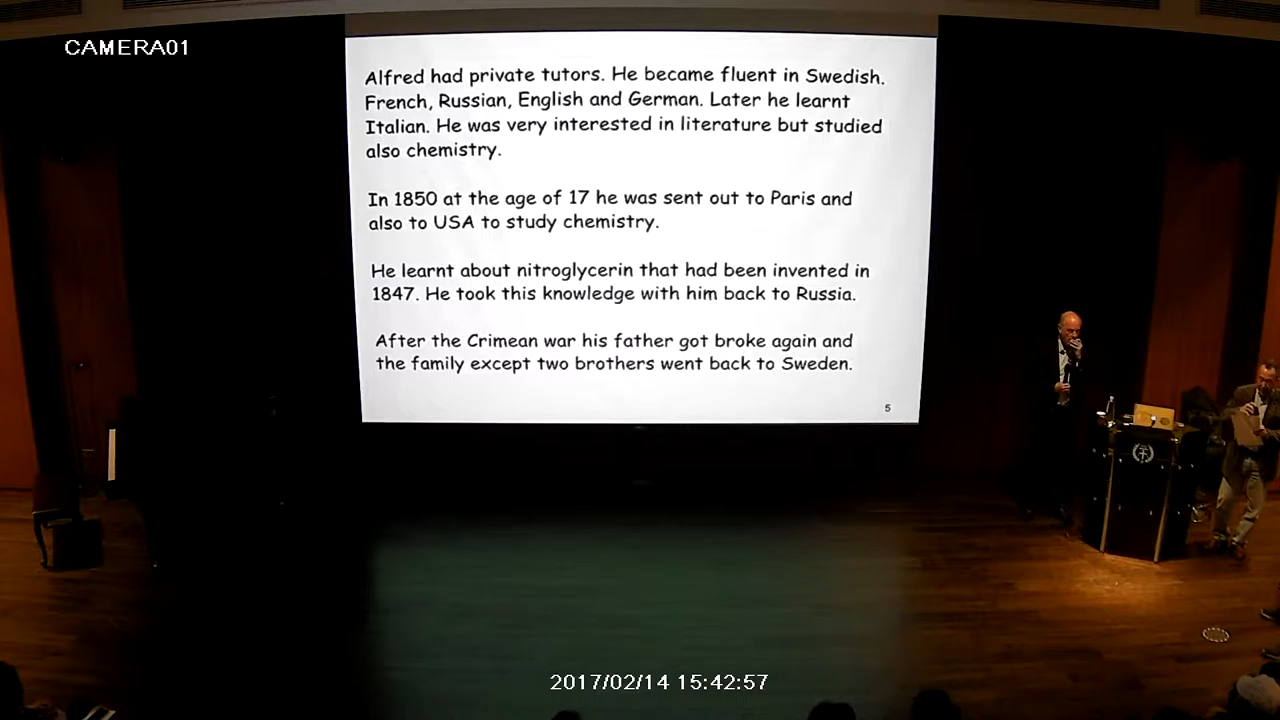 CAMERA01
Alfred had private tutors. He became fluent in Swedish.
French, Russian, English and German. Later he learnt
Italian. He was very interested in literature but studied
also chemistry.
In 1850 at the age of 17 he was sent out to Paris and
also to USA to study chemistry.
He learnt about nitroglycerin that had been invented in
1847. He took this knowledge with him back to Russia.
After the Crimean war his father got broke again and
the family except two brothers went back to Sweden.
5
2017/02/14 15:42:57